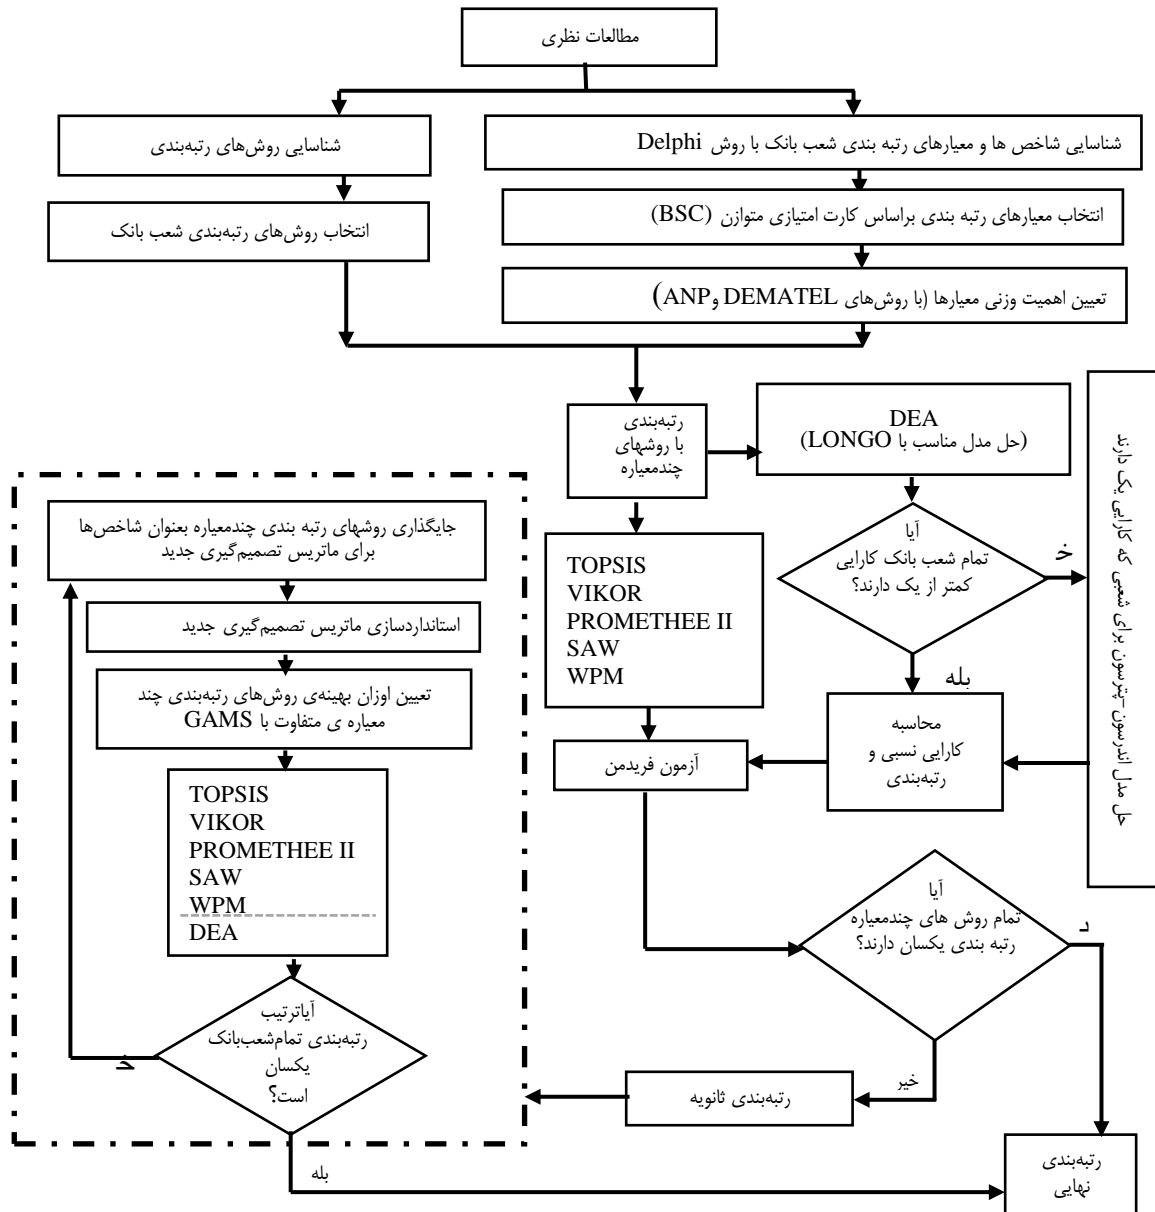 مطالعات نظری
شناسایی شاخص ها و معیارهای رتبه بندی شعب بانک با روش Delphi
شناسایی روش‌های رتبه‌بندی
انتخاب معیارهای رتبه بندی براساس کارت امتیازی متوازن (BSC)
انتخاب روش‌های رتبه‌بندی شعب بانک
تعیین اهمیت وزنی معیارها (با روش‌های DEMATEL وANP)
رتبه‌بندی
با روشهای
چندمعیاره
DEA
(حل مدل مناسب با LONGO)
حل مدل اندرسون-پترسون برای شعبی که کارایی یک دارند
آیا
تمام شعب بانک کارایی
کمتر از یک دارند؟
بله
TOPSIS
VIKOR
PROMETHEE II
SAW
WPM
محاسبه
کارایی نسبی و
رتبه‌بندی
آزمون فریدمن
آیا
تمام روش های چندمعیاره
رتبه بندی یکسان دارند؟
خیر
رتبه‌بندی ثانویه
جایگذاری روشهای رتبه بندی چندمعیاره بعنوان شاخص‌ها
برای ماتریس تصمیم‌گیری جدید
استانداردسازی ماتریس تصمیم‌گیری جدید
تعیین اوزان بهینه‌ی روش‌های رتبه‌بندی چند
معیاره ی متفاوت با GAMS
TOPSIS
VIKOR
PROMETHEE II
SAW
WPM
DEA
آیاترتیب
رتبه‌بندی تمام‌شعب‌بانک
یکسان
است؟
بله
رتبه‌بندی
نهایی